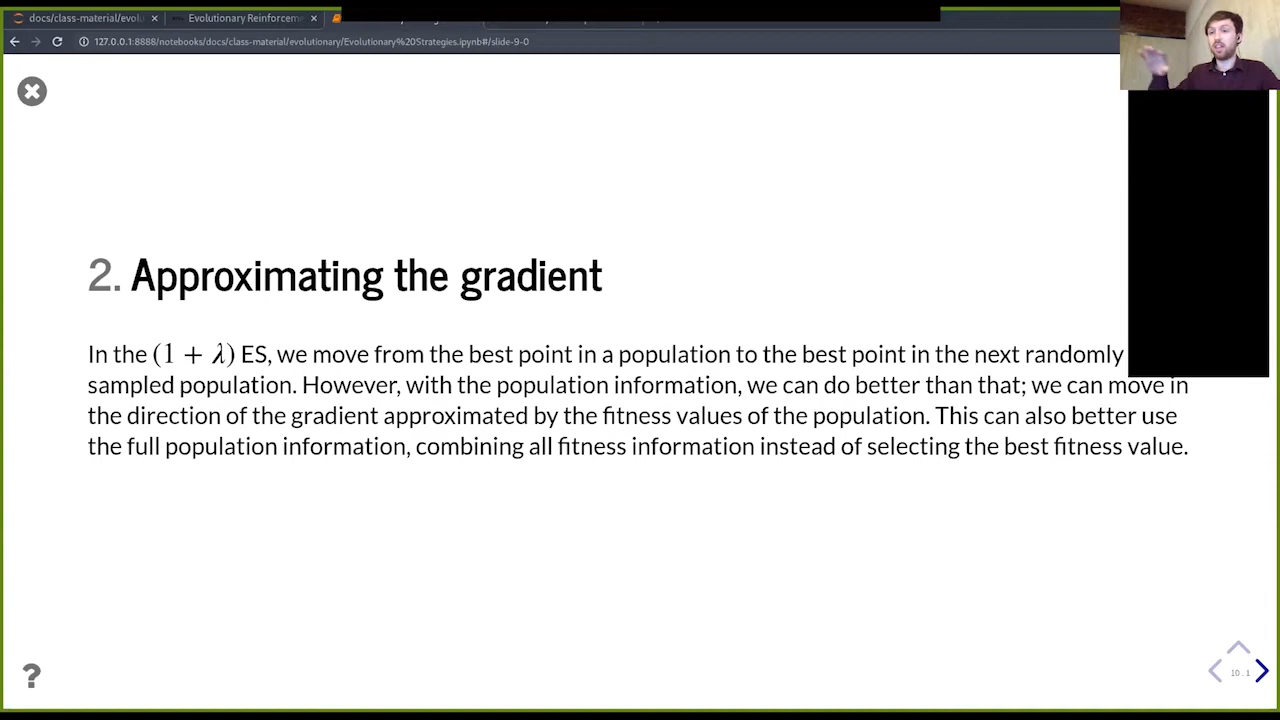 docs/class-material/evolu
Evolutionary Reinforcem
127.0.0.1:8888/notebooks/docs/class-material/evolutionary/Evolutionary%20Strategies.ipynb#/slide-9-0
2. Approximating the gradient
In the (1 + λ) ES, we move from the best point in a population to the best point in the next randomly
sampled population. However, with the population information, we can do better than that; we can move in
the direction of the gradient approximated by the fitness values of the population. This can also better use
the full population information, combining all fitness information instead of selecting the best fitness value.
?
10.1